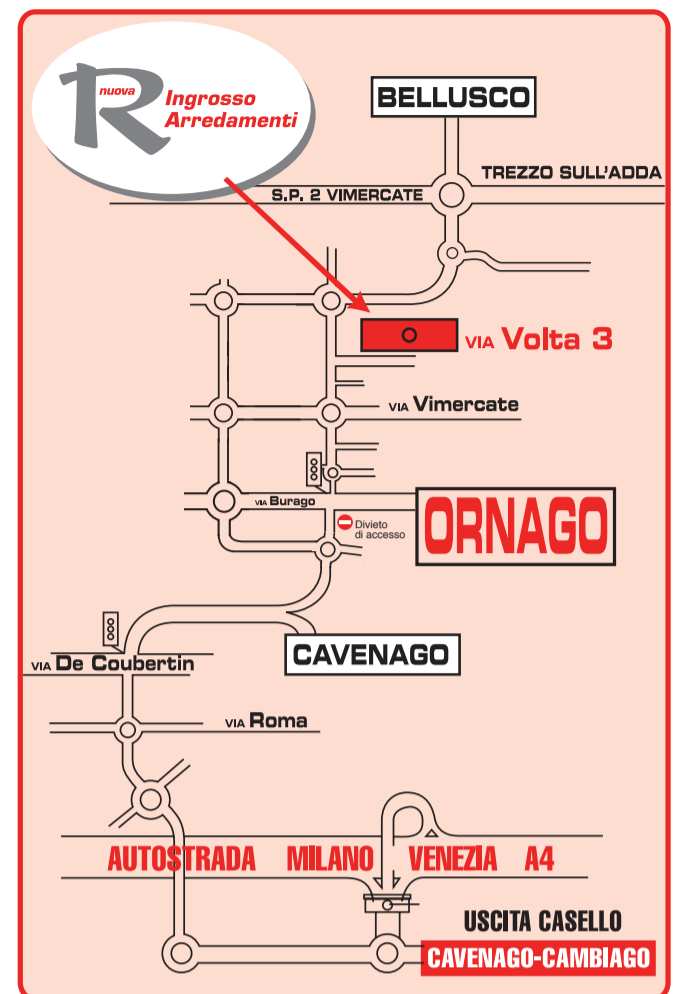 nuova
R Ingrosso
Arredamenti
BELLUSCO
TREZZO SULL'ADDA
S.P. 2 VIMERCATE
VIA Volta 3
VIA Vimercate
VIA Burago
ORNAGO
Divieto
di accesso
CAVENAGO
VIA De Coubertin
VIA Roma
AUTOSTRADA MILANO VENEZIA A4
USCITA CASELLO
CAVENAGO-CAMBIAGO